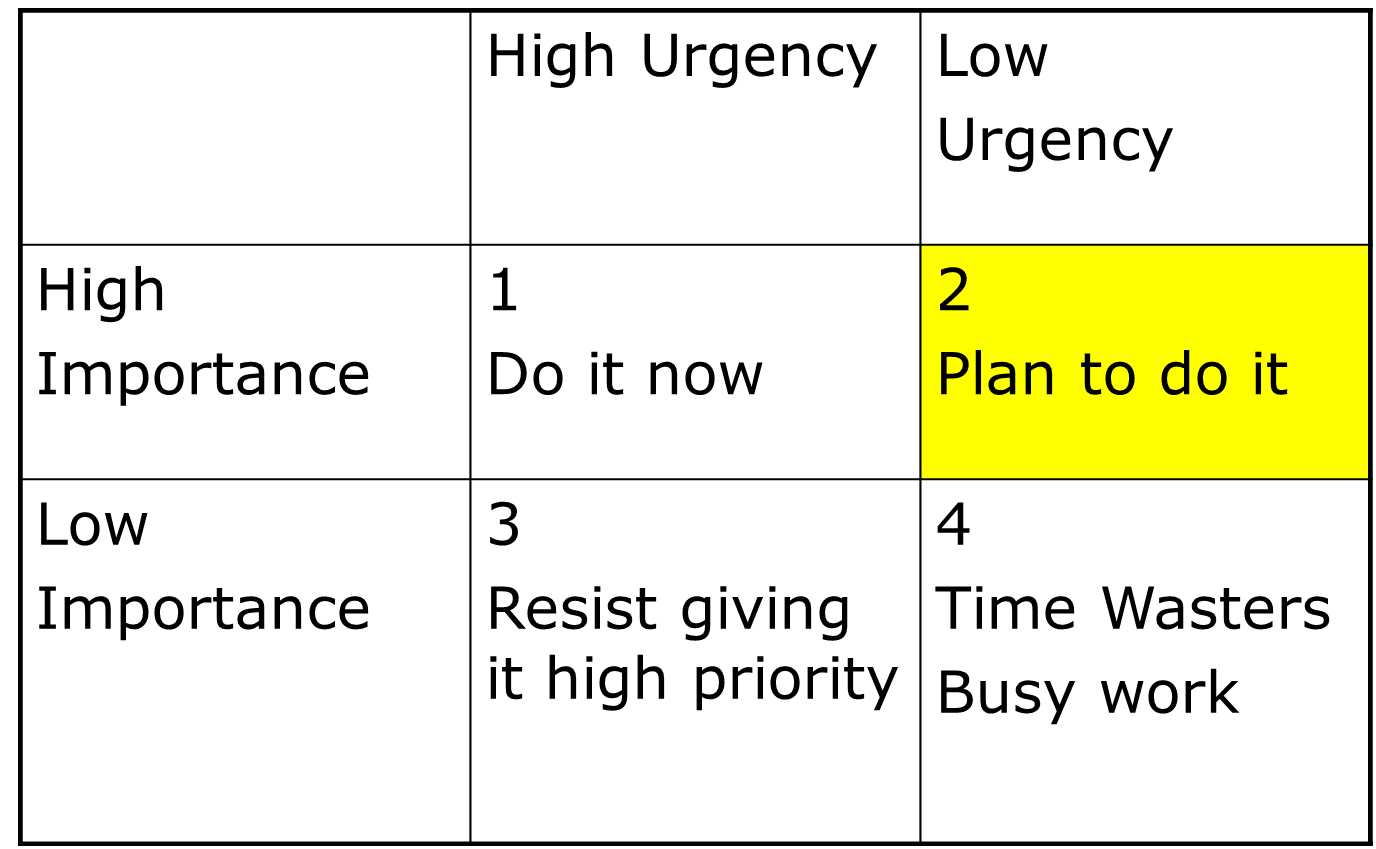 High Urgency
Low
Urgency
High
Importance
1
Do it now
2
Plan to do it
Low
Importance
3
Resist giving
it high priority
4
Time Wasters
Busy work